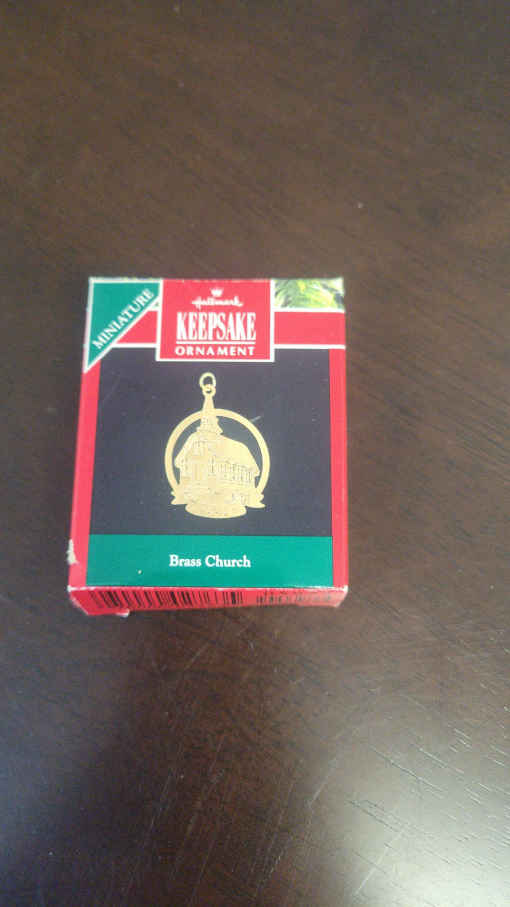 MINIATURE
Hallmark
KEEPSAKE
ORNAMENT
Brass Church